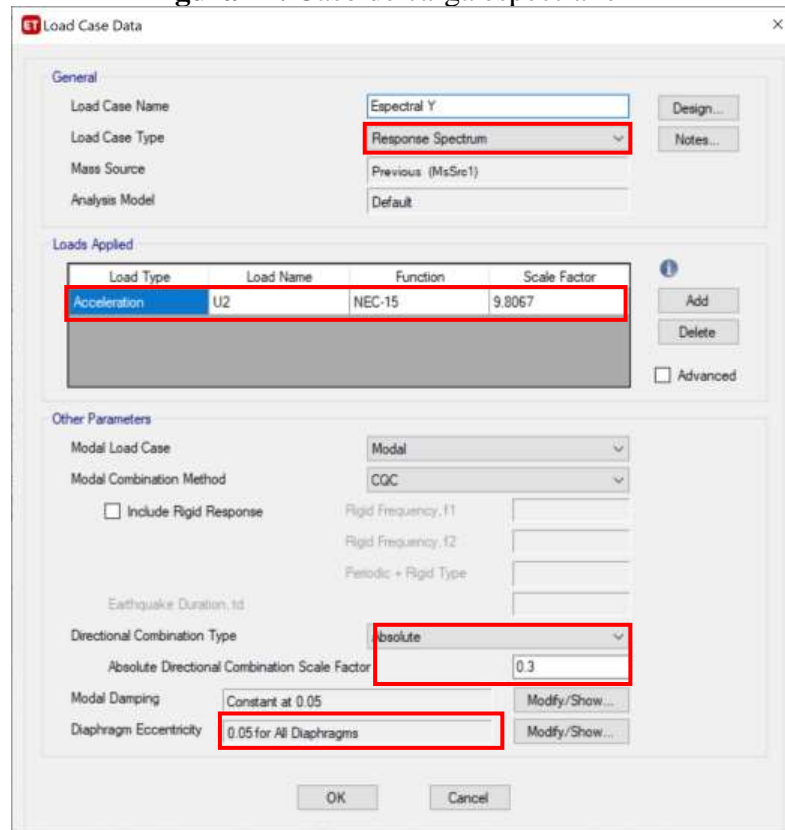 ET Load Case Data ×
General
Load Case Name Espectral Y Design...
Load Case Type Response Spectrum Notes...
Mass Source Previous (MsSrc1)
Analysis Model Default
Loads Applied
Load Type Load Name Function Scale Factor
Acceleration U2 NEC-15 9.8067 Add
Delete
Advanced
Other Parameters
Modal Load Case Modal
Modal Combination Method CQC
Include Rigid Response Rigid Frequency, f1
Rigid Frequency, f2
Periodic + Rigid Type
Earthquake Duration, td
Directional Combination Type Absolute
Absolute Directional Combination Scale Factor 0.3
Modal Damping Constant at 0.05 Modify/Show...
Diaphragm Eccentricity 0.05 for All Diaphragms Modify/Show...
OK Cancel